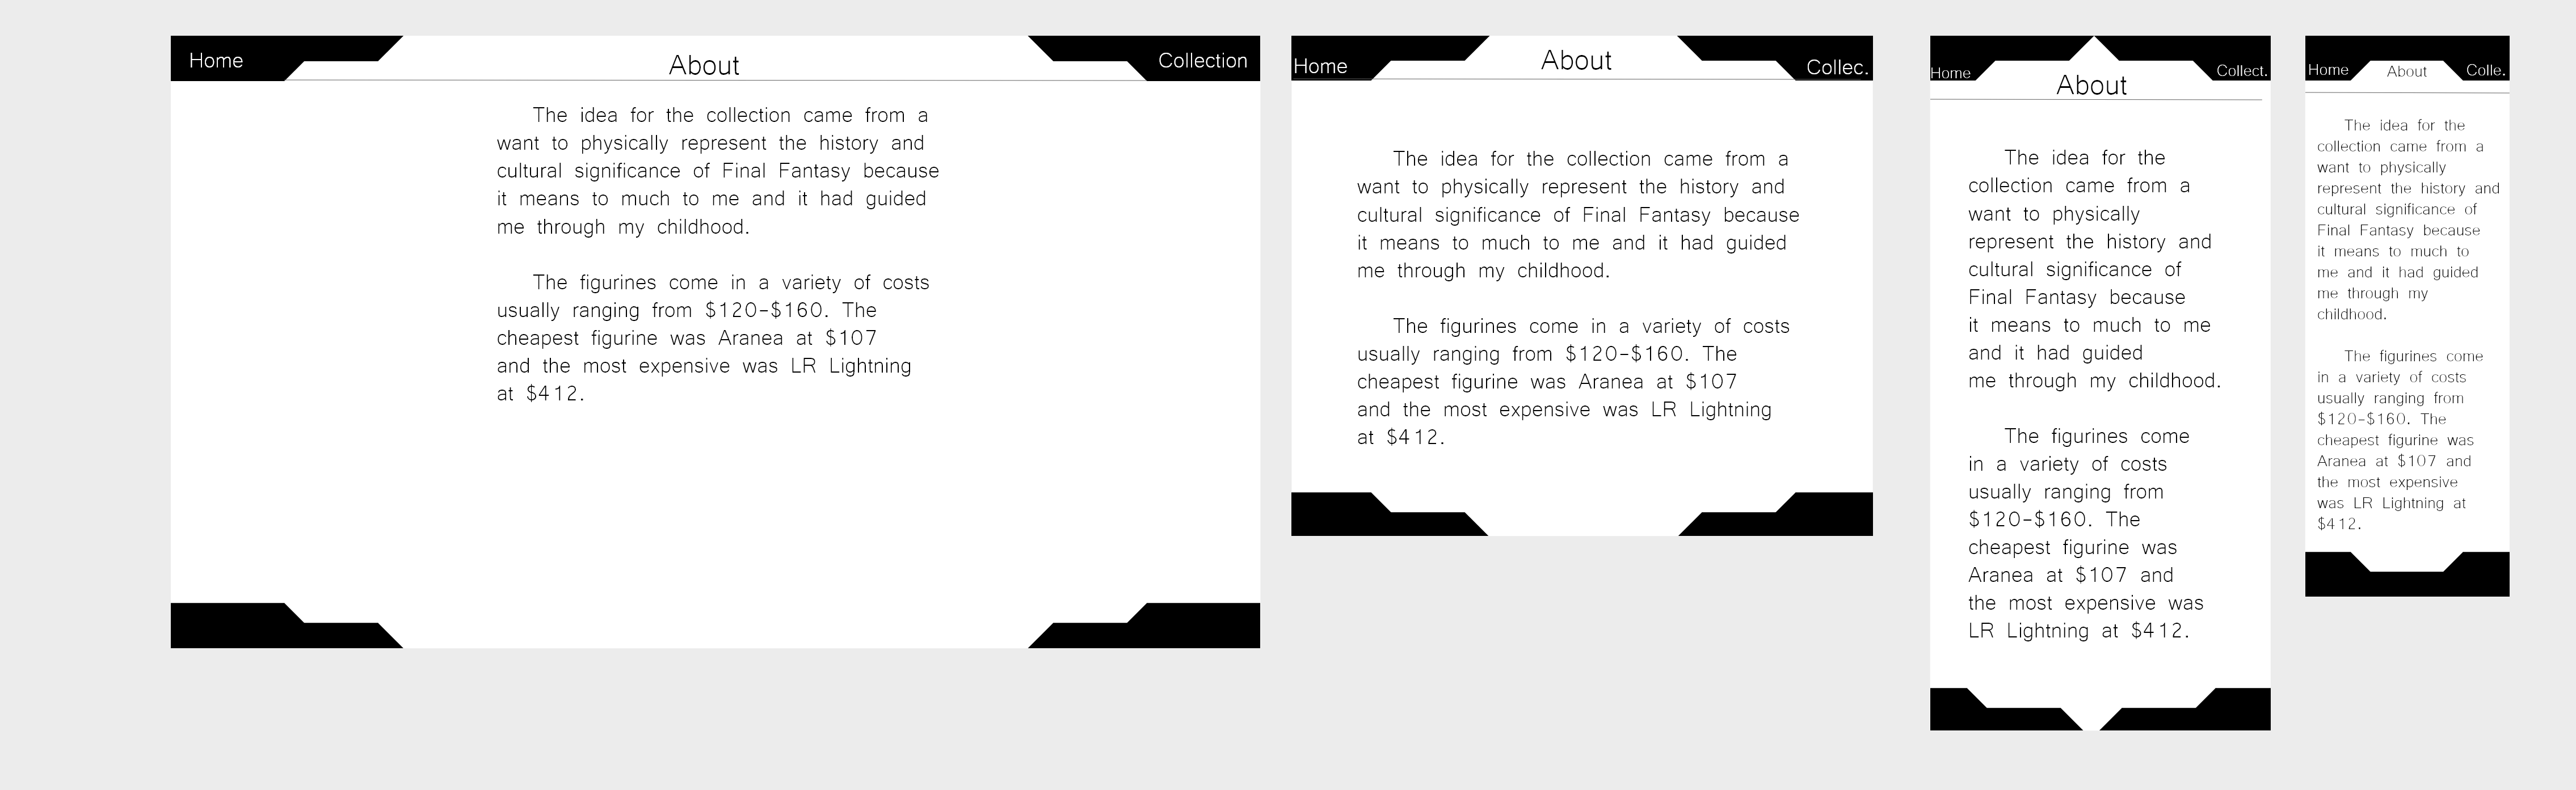 Home
About
Collection
The idea for the collection came from a
want to physically represent the history and
cultural significance of Final Fantasy because
it means to much to me and it had guided
me through my childhood.
The figurines come in a variety of costs
usually ranging from $120-$160. The
cheapest figurine was Aranea at $107
and the most expensive was LR Lightning
at $412.
Home
About
Collec.
The idea for the collection came from a
want to physically represent the history and
cultural significance of Final Fantasy because
it means to much to me and it had guided
me through my childhood.
The figurines come in a variety of costs
usually ranging from $120-$160. The
cheapest figurine was Aranea at $107
and the most expensive was LR Lightning
at $412.
Home
About
Collect.
The idea for the
collection came from a
want to physically
represent the history and
cultural significance of
Final Fantasy because
it means to much to me
and it had guided
me through my childhood.
The figurines come
in a variety of costs
usually ranging from
$120-$160. The
cheapest figurine was
Aranea at $107 and
the most expensive was
LR Lightning at $412.
Home
About
Colle.
The idea for the
collection came from a
want to physically
represent the history and
cultural significance of
Final Fantasy because
it means to much to
me and it had guided
me through my
childhood.
The figurines come
in a variety of costs
usually ranging from
$120-$160. The
cheapest figurine was
Aranea at $107 and
the most expensive
was LR Lightning at
$412.